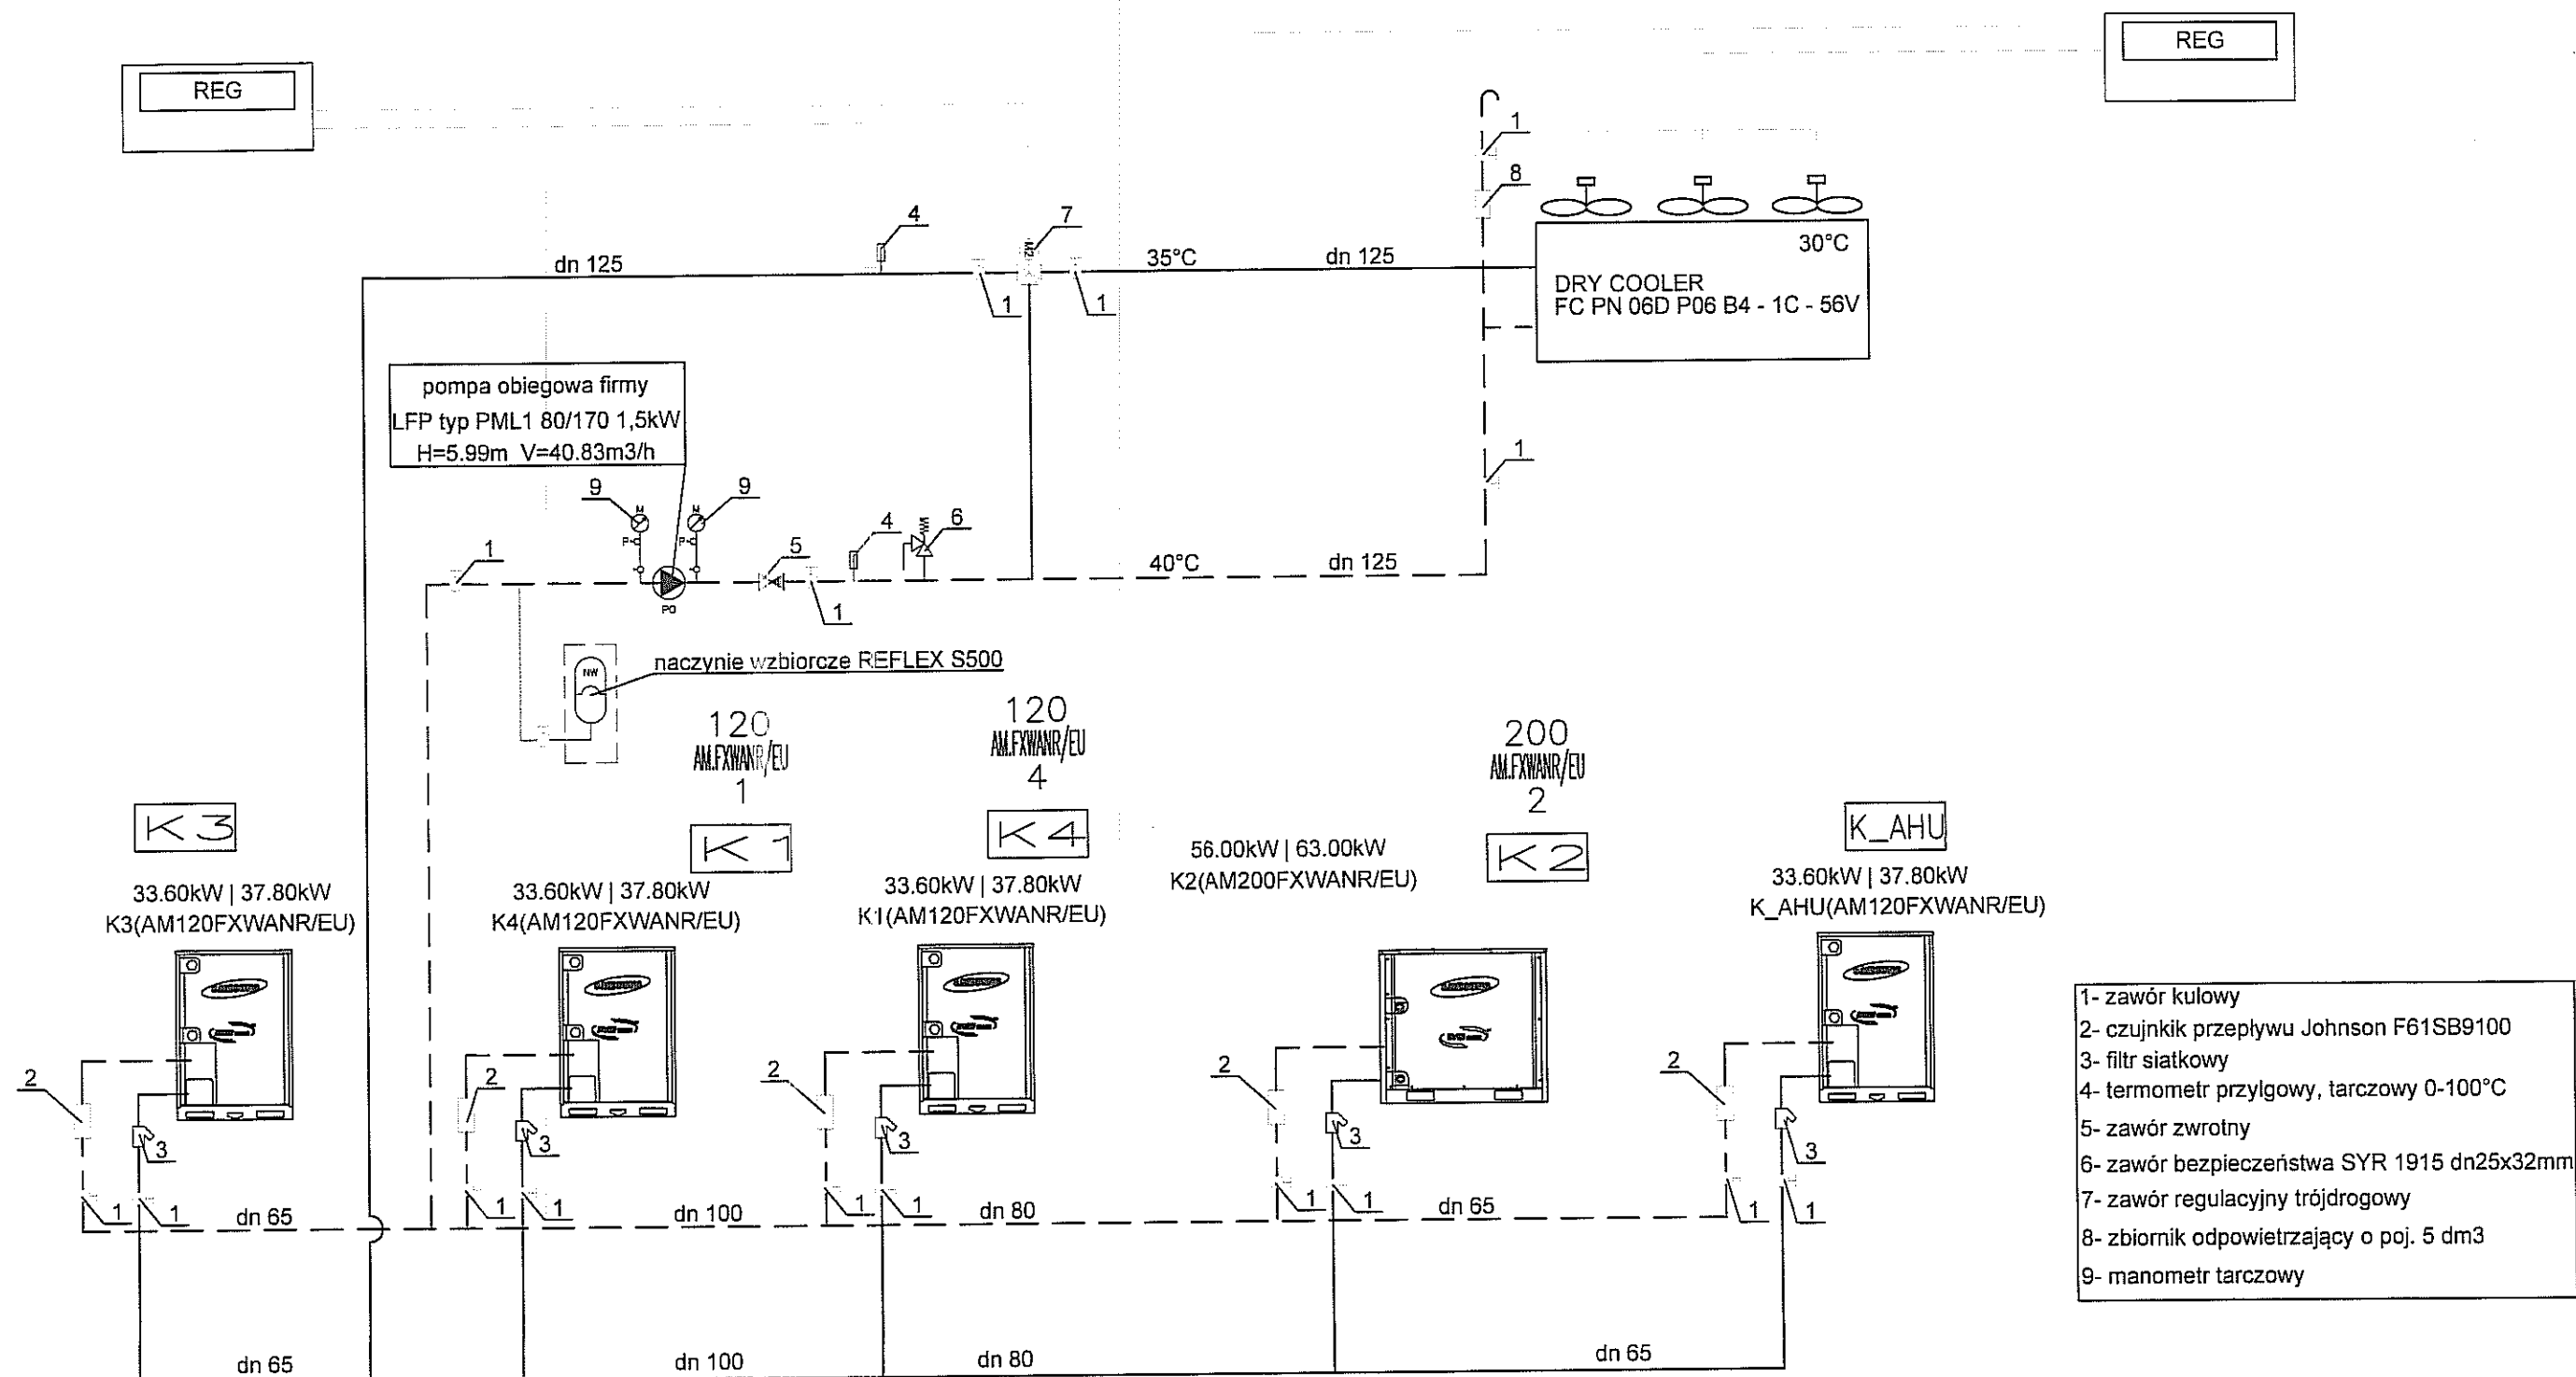 REG
REG
1
8
4
7
dn 125
35°C
dn 125
30°C
1
1
DRY COOLER
FC PN 06D P06 B4 - 1C - 56V
pompa obiegowa firmy
LFP typ PML1 80/170 1,5kW
H=5.99m V=40.83m3/h
1
9
9
M
M
P
P
1
5
4
6
40°C
dn 125
PO
1
naczynie wzbiorcze REFLEX S500
NW
120
AM.FXWANR/EU
1
120
AM.FXWANR/EU
4
200
AM.FXWANR/EU
2
K3
K1
K4
K2
K_AHU
33.60kW | 37.80kW
K3(AM120FXWANR/EU)
33.60kW | 37.80kW
K4(AM120FXWANR/EU)
33.60kW | 37.80kW
K1(AM120FXWANR/EU)
56.00kW | 63.00kW
K2(AM200FXWANR/EU)
33.60kW | 37.80kW
K_AHU(AM120FXWANR/EU)
2
2
2
2
2
3
3
3
3
3
1
1
1
1
1
1
1
1
1
1
dn 65
dn 100
dn 80
dn 65
dn 65
dn 100
dn 80
dn 65
1- zawór kulowy
2- czujnkik przepływu Johnson F61SB9100
3- filtr siatkowy
4- termometr przylgowy, tarczowy 0-100°C
5- zawór zwrotny
6- zawór bezpieczeństwa SYR 1915 dn25x32mm
7- zawór regulacyjny trójdrogowy
8- zbiornik odpowietrzający o poj. 5 dm3
9- manometr tarczowy